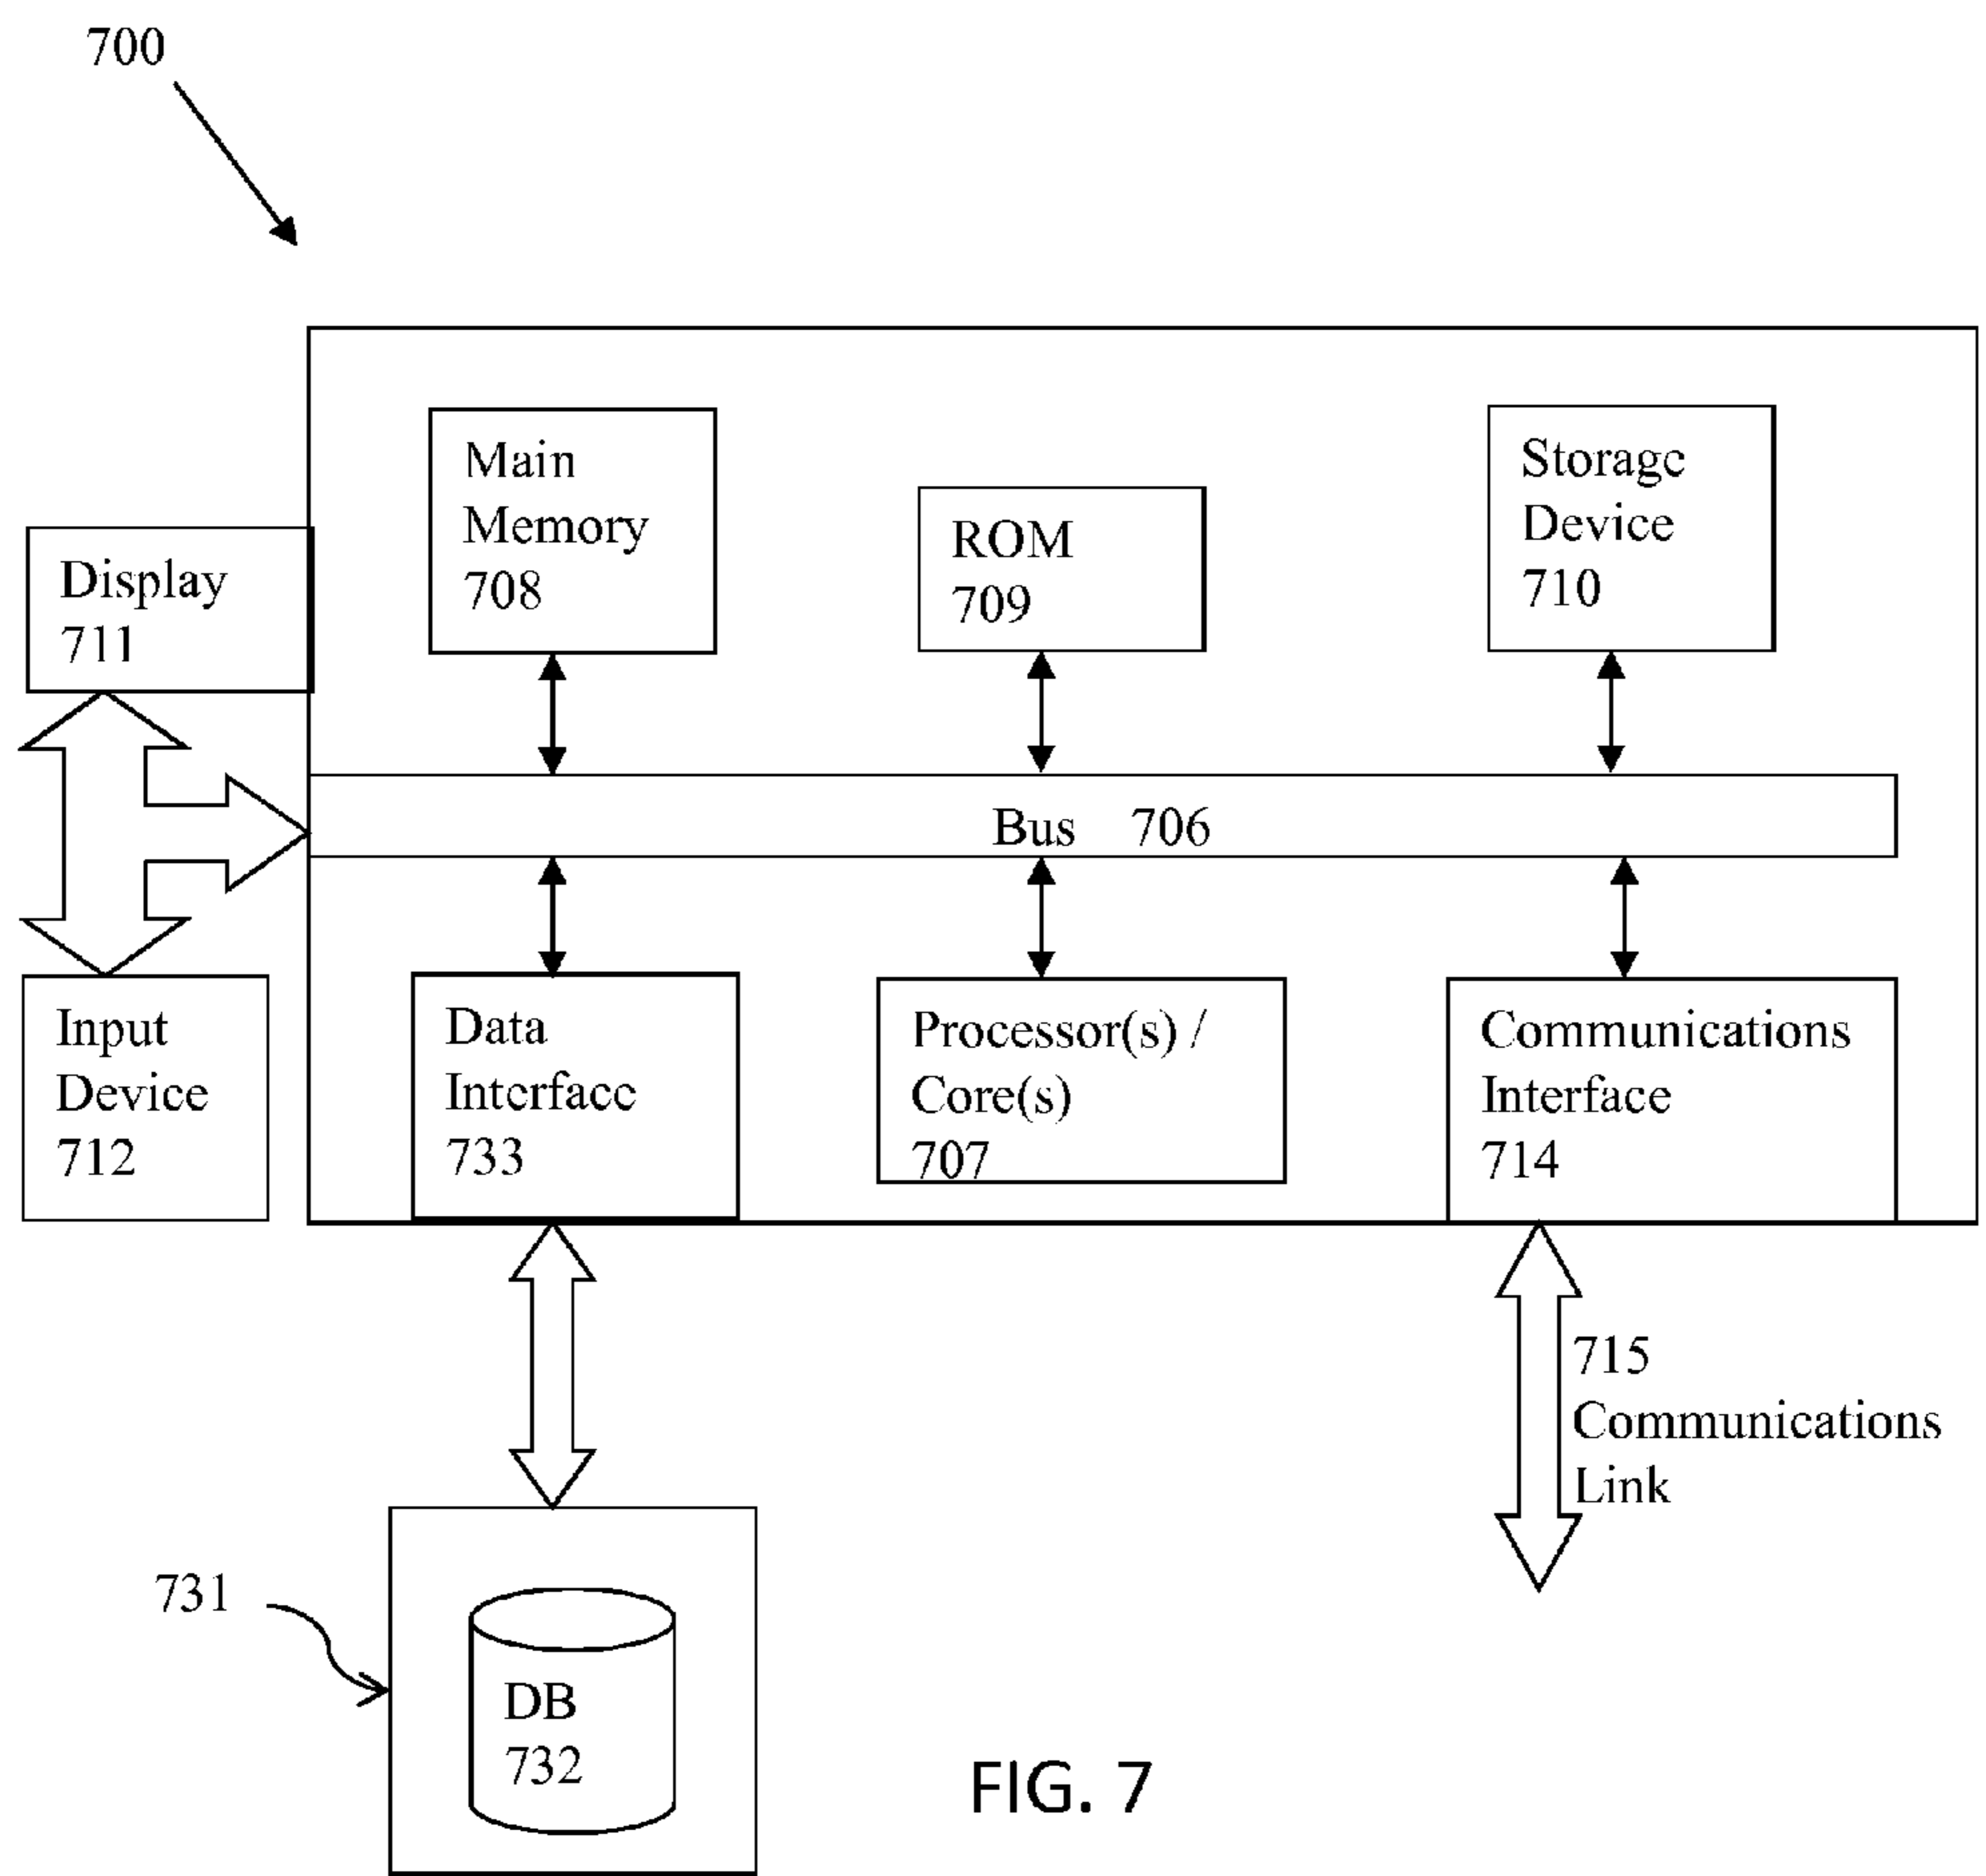 700
Main
Memory
708
ROM
709
Storage
Device
710
Display
711
Bus 706
Input
Device
712
Data
Interface
733
Processor(s) /
Core(s)
707
Communications
Interface
714
715
Communications
Link
731
DB
732
FIG. 7